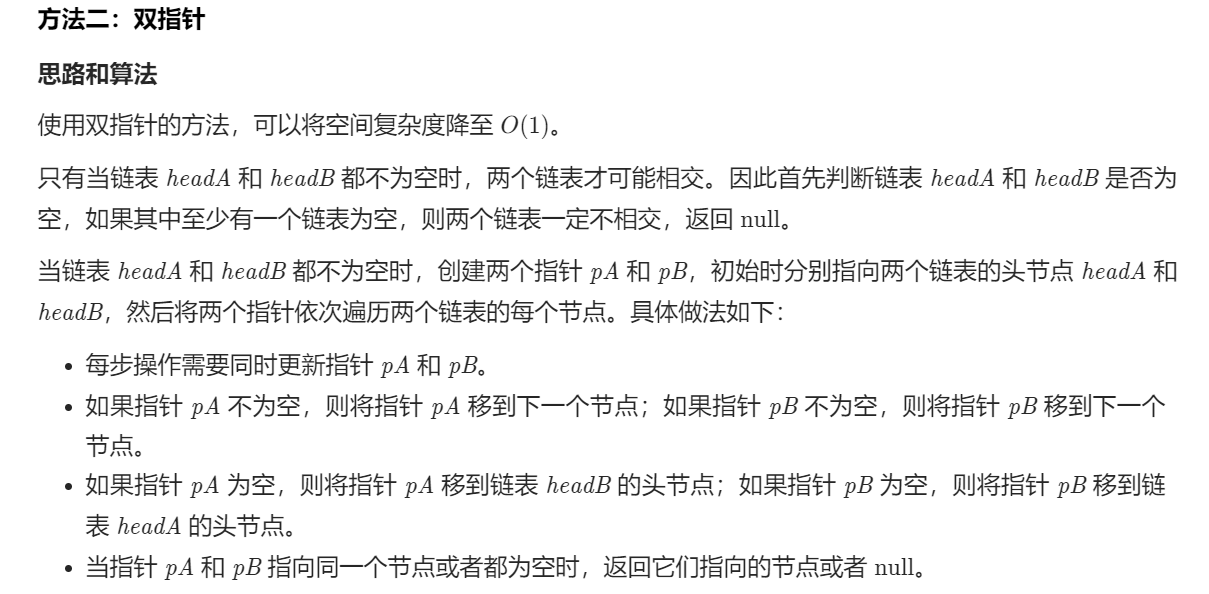 方法二：双指针
思路和算法
使用双指针的方法，可以将空间复杂度降至 O(1)。
只有当链表 headA 和 headB 都不为空时，两个链表才可能相交。因此首先判断链表 headA 和 headB 是否为
空，如果其中至少有一个链表为空，则两个链表一定不相交，返回 null。
当链表 headA 和 headB 都不为空时，创建两个指针 pA 和 pB，初始时分别指向两个链表的头节点 headA 和
headB，然后将两个指针依次遍历两个链表的每个节点。具体做法如下：
• 每步操作需要同时更新指针 pA 和 pB。
• 如果指针 pA 不为空，则将指针 pA 移到下一个节点；如果指针 pB 不为空，则将指针 pB 移到下一个
节点。
• 如果指针 pA 为空，则将指针 pA 移到链表 headB 的头节点；如果指针 pB 为空，则将指针 pB 移到链
表 headA 的头节点。
• 当指针 pA 和 pB 指向同一个节点或者都为空时，返回它们指向的节点或者 null。